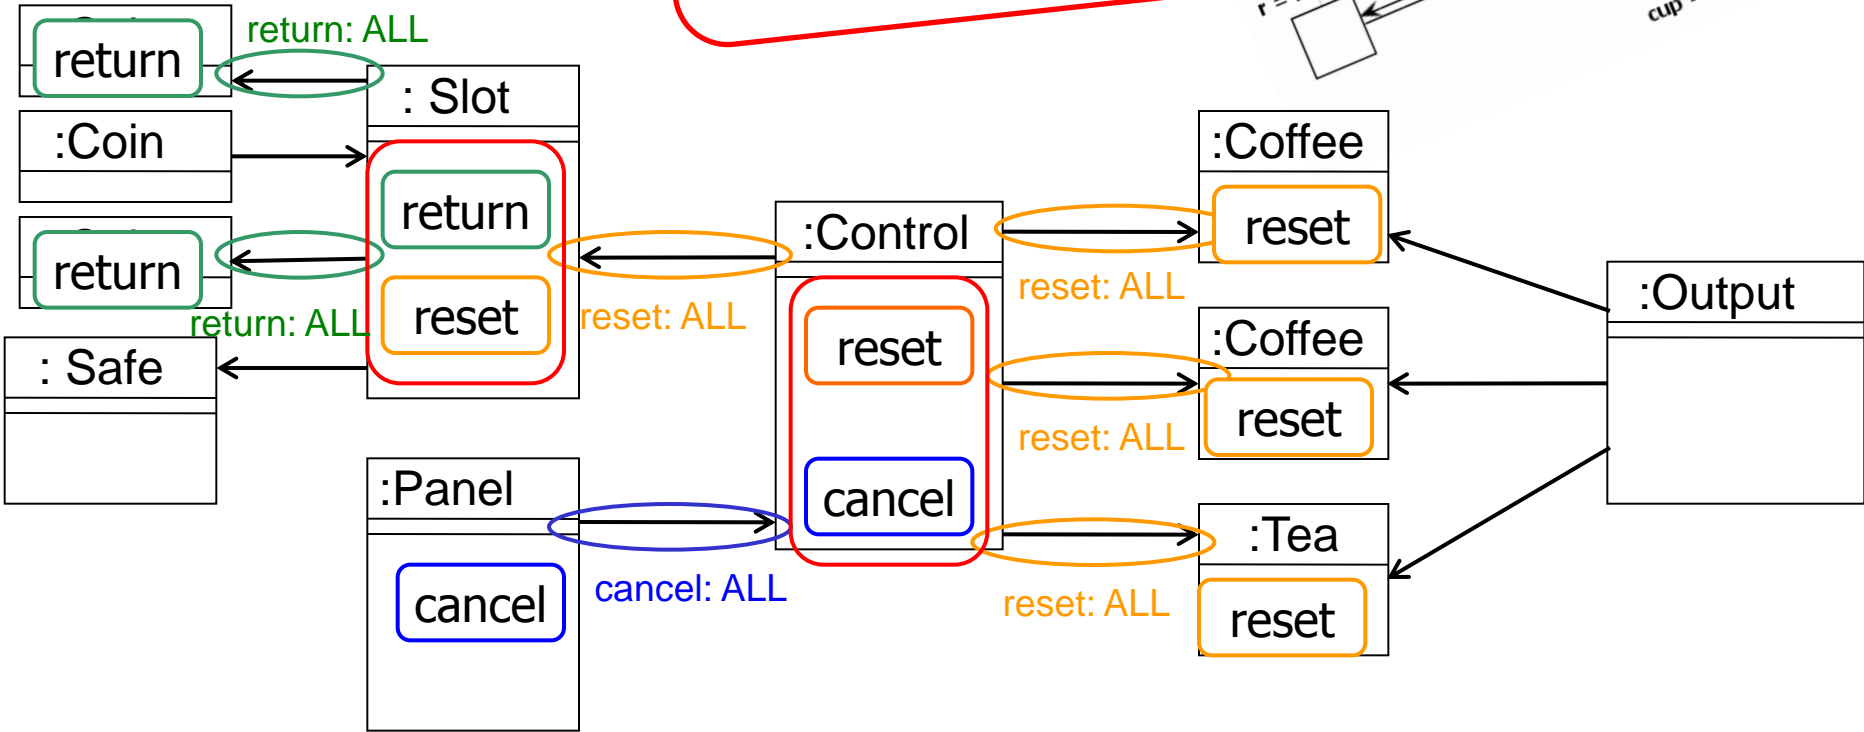 return
return: ALL
: Slot
:Coin
return
return
return: ALL
reset
reset: ALL
: Safe
:Panel
cancel
cancel: ALL
:Control
reset
cancel
:Coffee
reset
reset: ALL
:Coffee
reset
reset: ALL
:Tea
reset
reset: ALL
:Output
r =
cup